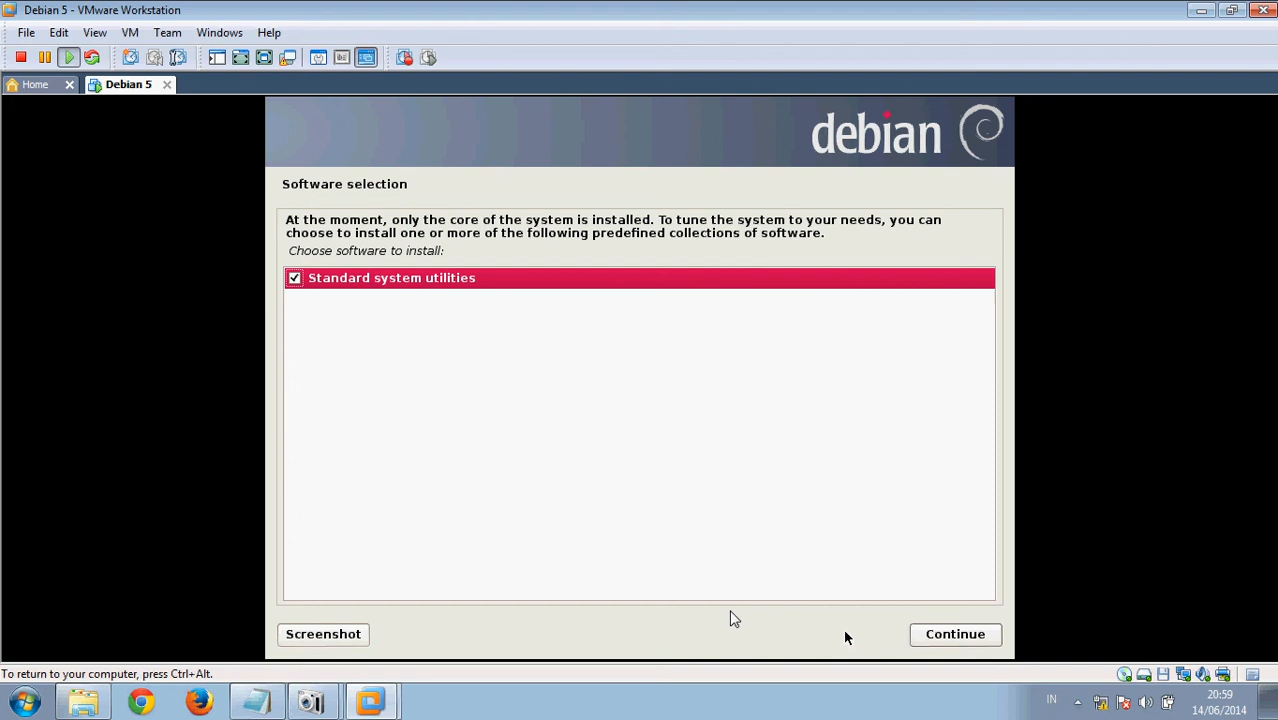 Debian 5 - VMware Workstation
File Edit View VM Team Windows Help
Home Debian 5
debian
Software selection
At the moment, only the core of the system is installed. To tune the system to your needs, you can
choose to install one or more of the following predefined collections of software.
Choose software to install:
Standard system utilities
Screenshot Continue
To return to your computer, press Ctrl+Alt.
IN 20:59
14/06/2014